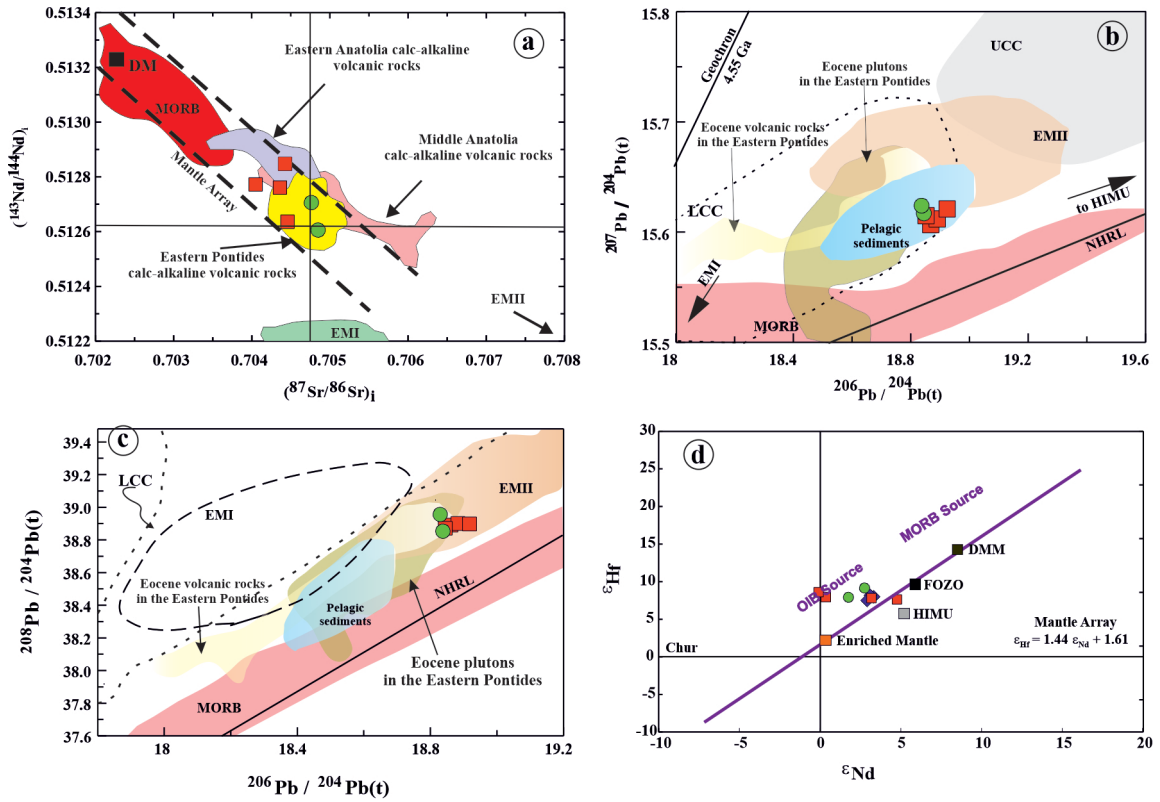 a
0.5134
0.5132
0.5130
0.5128
0.5126
0.5124
0.5122
(143Nd/144Nd)i
DM
MORB
Mantle Array
Eastern Anatolia calc-alkaline
volcanic rocks
Middle Anatolia
calc-alkaline volcanic rocks
Eastern Pontides
calc-alkaline volcanic rocks
EMII
EMI
0.702 0.703 0.704 0.705 0.706 0.707 0.708
(87Sr/86Sr)i
b
15.8
15.7
15.6
15.5
207Pb / 204Pb(t)
Geochron
4.55 Ga
UCC
Eocene plutons
in the Eastern Pontides
Eocene volcanic rocks
in the Eastern Pontides
EMII
LCC
Pelagic
sediments
to HIMU
NHRL
EMI
MORB
18 18.4 18.8 19.2 19.6
206Pb / 204Pb(t)
c
39.4
39.2
39.0
38.8
38.6
38.4
38.2
38.0
37.8
37.6
208Pb / 204Pb(t)
LCC
EMI
EMII
Eocene volcanic rocks
in the Eastern Pontides
Pelagic
sediments
NHRL
Eocene plutons
in the Eastern Pontides
MORB
18 18.4 18.8 19.2
206Pb / 204Pb(t)
d
30
25
20
15
10
5
0
-5
-10
εHf
MORB Source
DMM
FOZO
OIB Source
HIMU
Enriched Mantle
Mantle Array
εHf = 1.44 εNd + 1.61
Chur
-10 -5 0 5 10 15 20
εNd